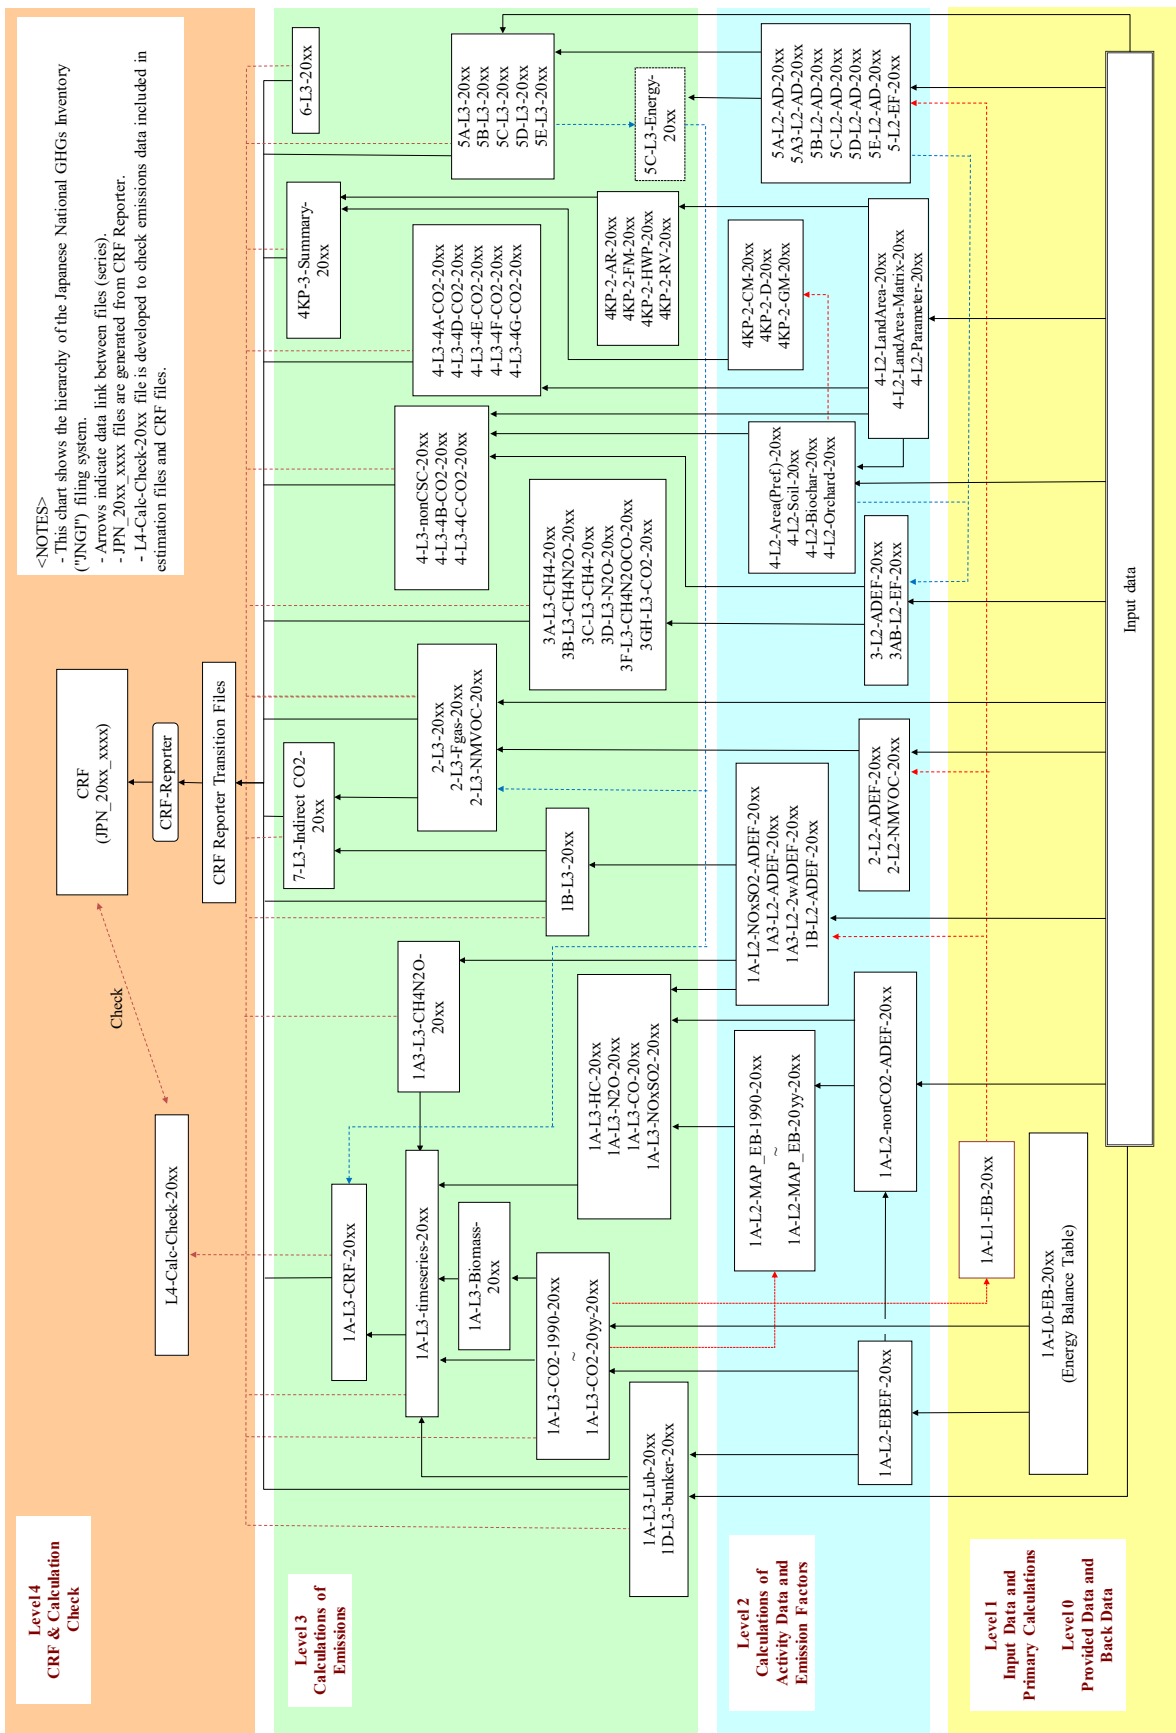 Level 4
CRF & Calculation
Check
L4-Calc-Check-20xx
Check
CRF
(JPN_20xx_xxxx)
CRF-Reporter
CRF Reporter Transition Files
<NOTES>
- This chart shows the hierarchy of the Japanese National GHGs Inventory
("JNGI") filing system.
- Arrows indicate data link between files (series).
- JPN_20xx_xxxx files are generated from CRF Reporter.
- L4-Calc-Check-20xx file is developed to check emissions data included in
estimation files and CRF files.
Level 3
Calculations of
Emissions
1A-L3-CRF-20xx
7-L3-Indirect CO2-
20xx
4KP-3-Summary-
20xx
6-L3-20xx
1A-L3-timeseries-20xx
1A3-L3-CH4N2O-
20xx
2-L3-20xx
2-L3-Fgas-20xx
2-L3-NMVOC-20xx
4-L3-nonCSC-20xx
4-L3-4B-CO2-20xx
4-L3-4C-CO2-20xx
4-L3-4A-CO2-20xx
4-L3-4D-CO2-20xx
4-L3-4E-CO2-20xx
4-L3-4F-CO2-20xx
4-L3-4G-CO2-20xx
5A-L3-20xx
5B-L3-20xx
5C-L3-20xx
5D-L3-20xx
5E-L3-20xx
1A-L3-Biomass-
20xx
1A-L3-CO2-1990-20xx
~
1A-L3-CO2-20yy-20xx
1B-L3-20xx
3A-L3-CH4-20xx
3B-L3-CH4N2O-20xx
3C-L3-CH4-20xx
3D-L3-N2O-20xx
3F-L3-CH4N2OCO-20xx
3GH-L3-CO2-20xx
1A-L3-Lub-20xx
1D-L3-bunker-20xx
1A-L3-HC-20xx
1A-L3-N2O-20xx
1A-L3-CO-20xx
1A-L3-NOxSO2-20xx
4KP-2-AR-20xx
4KP-2-FM-20xx
4KP-2-HWP-20xx
4KP-2-RV-20xx
5C-L3-Energy-
20xx
Level 2
Calculations of
Activity Data and
Emission Factors
1A-L2-MAP_EB-1990-20xx
~
1A-L2-MAP_EB-20yy-20xx
1A-L2-NOxSO2-ADEF-20xx
1A3-L2-ADEF-20xx
1A3-L2-2wADEF-20xx
1B-L2-ADEF-20xx
4-L2-Area(Pref.)-20xx
4-L2-Soil-20xx
4-L2-Biochar-20xx
4-L2-Orchard-20xx
4KP-2-CM-20xx
4KP-2-D-20xx
4KP-2-GM-20xx
5A-L2-AD-20xx
5A3-L2-AD-20xx
5B-L2-AD-20xx
5C-L2-AD-20xx
5D-L2-AD-20xx
5E-L2-AD-20xx
5-L2-EF-20xx
1A-L2-EBEF-20xx
1A-L2-nonCO2-ADEF-20xx
2-L2-ADEF-20xx
2-L2-NMVOC-20xx
3-L2-ADEF-20xx
3AB-L2-EF-20xx
4-L2-LandArea-20xx
4-L2-LandArea-Matrix-20xx
4-L2-Parameter-20xx
Level 1
Input Data and
Primary Calculations
Level 0
Provided Data and
Back Data
1A-L1-EB-20xx
1A-L0-EB-20xx
(Energy Balance Table)
Input data